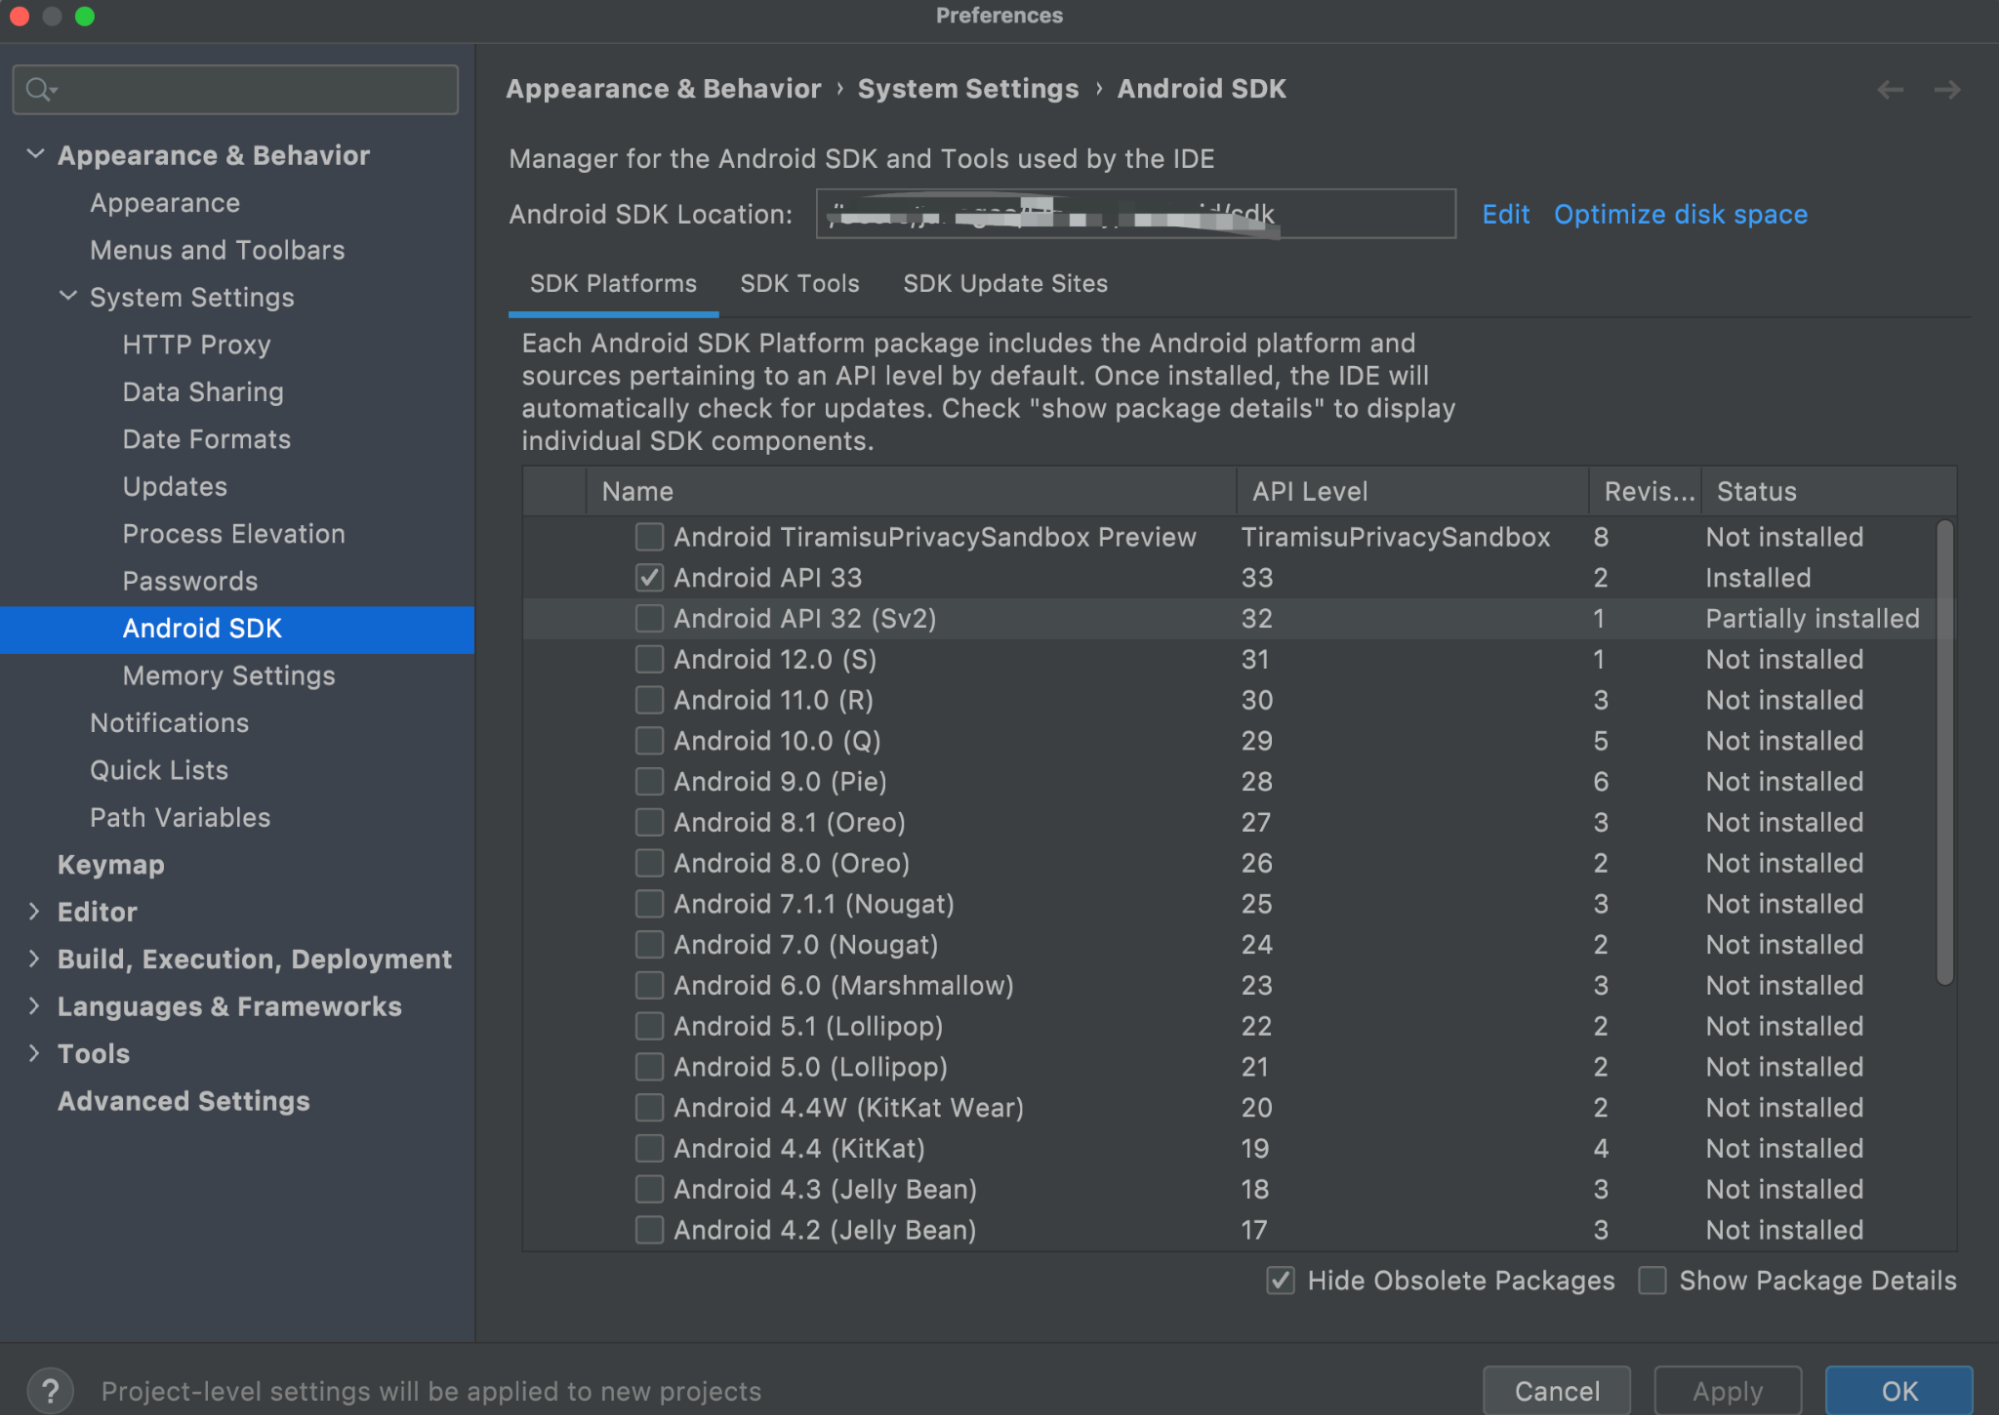 Preferences
Appearance & Behavior
Appearance
Menus and Toolbars
System Settings
HTTP Proxy
Data Sharing
Date Formats
Updates
Process Elevation
Passwords
Android SDK
Memory Settings
Notifications
Quick Lists
Path Variables
Keymap
Editor
Build, Execution, Deployment
Languages & Frameworks
Tools
Advanced Settings
Appearance & Behavior › System Settings › Android SDK
Manager for the Android SDK and Tools used by the IDE
Android SDK Location: /sdk Edit Optimize disk space
SDK Platforms SDK Tools SDK Update Sites
Each Android SDK Platform package includes the Android platform and
sources pertaining to an API level by default. Once installed, the IDE will
automatically check for updates. Check "show package details" to display
individual SDK components.
Name API Level Revis... Status
Android TiramisuPrivacySandbox Preview TiramisuPrivacySandbox 8 Not installed
Android API 33 33 2 Installed
Android API 32 (Sv2) 32 1 Partially installed
Android 12.0 (S) 31 1 Not installed
Android 11.0 (R) 30 3 Not installed
Android 10.0 (Q) 29 5 Not installed
Android 9.0 (Pie) 28 6 Not installed
Android 8.1 (Oreo) 27 3 Not installed
Android 8.0 (Oreo) 26 2 Not installed
Android 7.1.1 (Nougat) 25 3 Not installed
Android 7.0 (Nougat) 24 2 Not installed
Android 6.0 (Marshmallow) 23 3 Not installed
Android 5.1 (Lollipop) 22 2 Not installed
Android 5.0 (Lollipop) 21 2 Not installed
Android 4.4W (KitKat Wear) 20 2 Not installed
Android 4.4 (KitKat) 19 4 Not installed
Android 4.3 (Jelly Bean) 18 3 Not installed
Android 4.2 (Jelly Bean) 17 3 Not installed
Hide Obsolete Packages Show Package Details
? Project-level settings will be applied to new projects
Cancel Apply OK